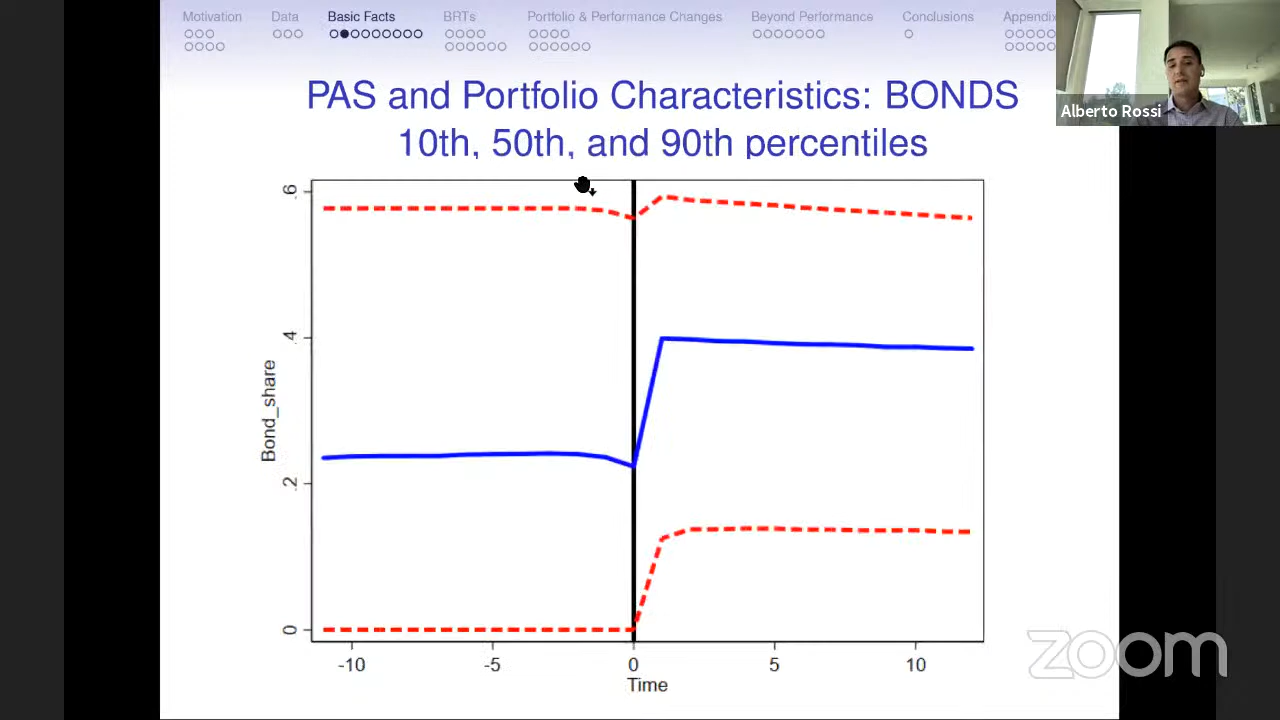 Motivation Data Basic Facts BRTs Portfolio & Performance Changes Beyond Performance Conclusions Appendix
PAS and Portfolio Characteristics: BONDS
10th, 50th, and 90th percentiles
Alberto Rossi
.6
.4
.2
0
Bond_share
-10 -5 0 5 10
Time
zoom